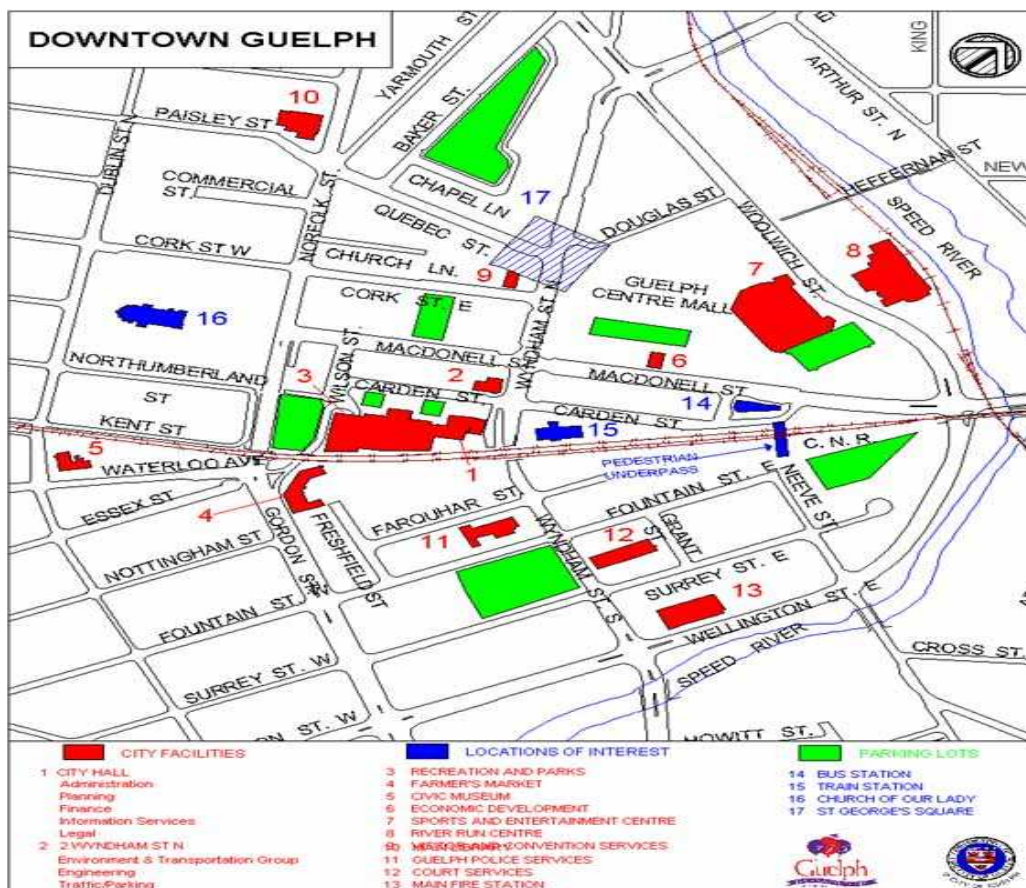 DOWNTOWN GUELPH
YARMOUTH ST
KING
ARTHUR ST. N
10
PAISLEY ST
BAKER ST.
DUBLIN ST N
HEFFERNAN ST
NEW
COMMERCIAL
ST.
CHAPEL LN
17
DOUGLAS ST
WOOLWICH ST.
SPEED RIVER
NORFOLK ST.
QUEBEC ST.
CORK ST W
CHURCH LN.
9
GUELPH
CENTRE MALL
7
8
CORK ST. E
WYNDHAM ST N
16
WILSON ST.
MACDONELL S
6
MACDONELL ST.
NORTHUMBERLAND
ST
3
2
CARDEN ST.
14
KENT ST
CARDEN ST
15
C. N. R.
5
WATERLOO AVE
1
PEDESTRIAN
UNDERPASS
NEEVE ST
ESSEX ST
4
GORDON ST
FRESHFIELD ST
FARQUHAR ST
FOUNTAIN ST. E
NOTTINGHAM ST
11
WYNDHAM ST. S
12
GRANT
ST
SURREY ST. E
13
WELLINGTON ST. E
FOUNTAIN ST.
SPEED RIVER
SURREY ST. W
CROSS ST.
ON ST. W
HOWITT ST.
CITY FACILITIES
LOCATIONS OF INTEREST
PARKING LOTS
1 CITY HALL
Administration
Planning
Finance
Information Services
Legal
2 2 WYNDHAM ST N
Environment & Transportation Group
Engineering
Traffic/Parking
3 RECREATION AND PARKS
4 FARMER'S MARKET
5 CIVIC MUSEUM
6 ECONOMIC DEVELOPMENT
7 SPORTS AND ENTERTAINMENT CENTRE
8 RIVER RUN CENTRE
9 AND CONVENTION SERVICES
11 GUELPH POLICE SERVICES
12 COURT SERVICES
13 MAIN FIRE STATION
14 BUS STATION
15 TRAIN STATION
16 CHURCH OF OUR LADY
17 ST GEORGE'S SQUARE
Guelph